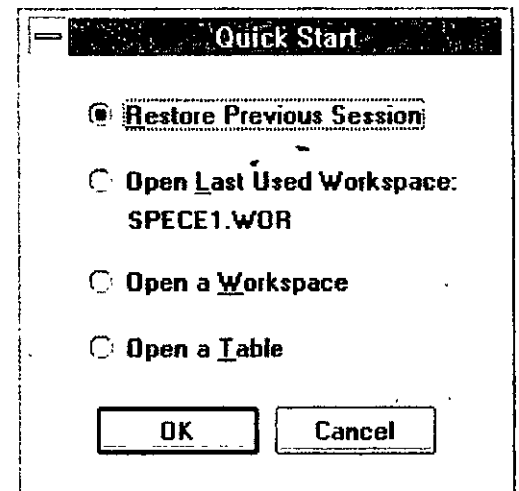 Quick Start
Restore Previous Session
Open Last Used Workspace:
SPECE1.WOR
Open a Workspace
Open a Table
OK
Cancel